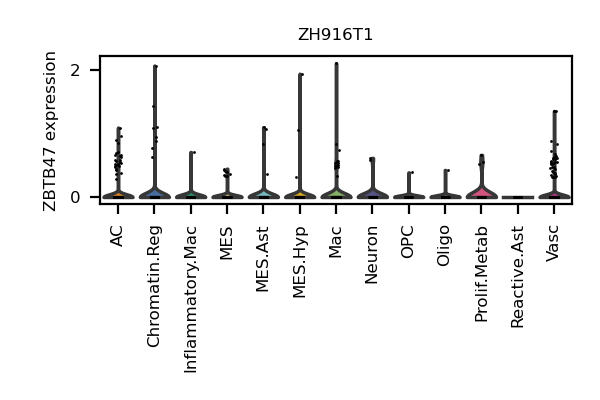 ZH916T1
ZBTB47 expression
2
0
AC
Chromatin.Reg
Inflammatory.Mac
MES
MES.Ast
MES.Hyp
Mac
Neuron
OPC
Oligo
Prolif.Metab
Reactive.Ast
Vasc